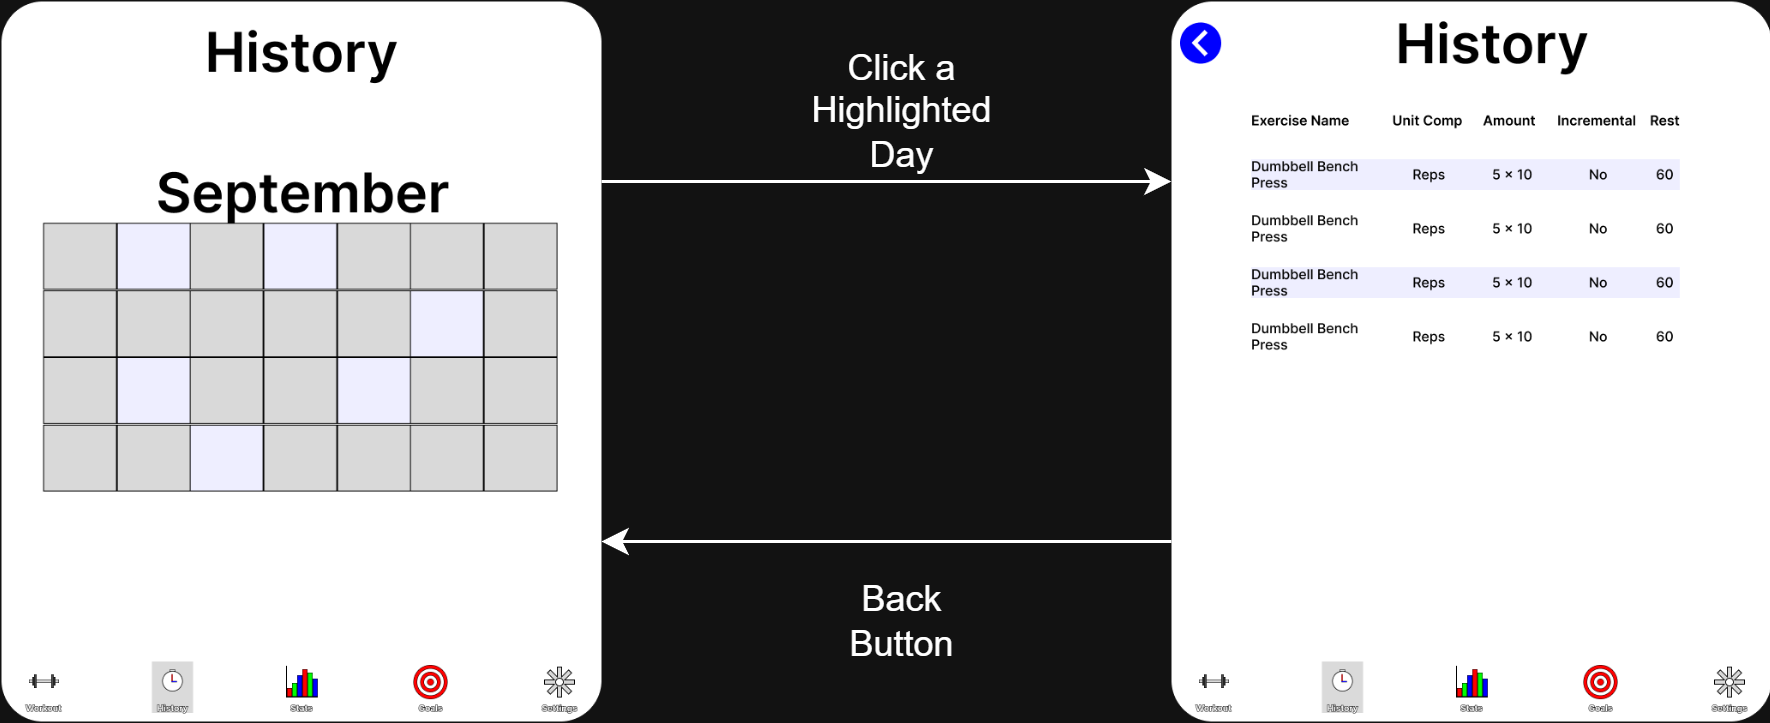 History
September
Workout
History
Stats
Goals
Settings
Click a
Highlighted
Day
Back
Button
History
Exercise Name Unit Comp Amount Incremental Rest
Dumbbell Bench
Press Reps 5 × 10 No 60
Dumbbell Bench
Press Reps 5 × 10 No 60
Dumbbell Bench
Press Reps 5 × 10 No 60
Dumbbell Bench
Press Reps 5 × 10 No 60
Workout
History
Stats
Goals
Settings